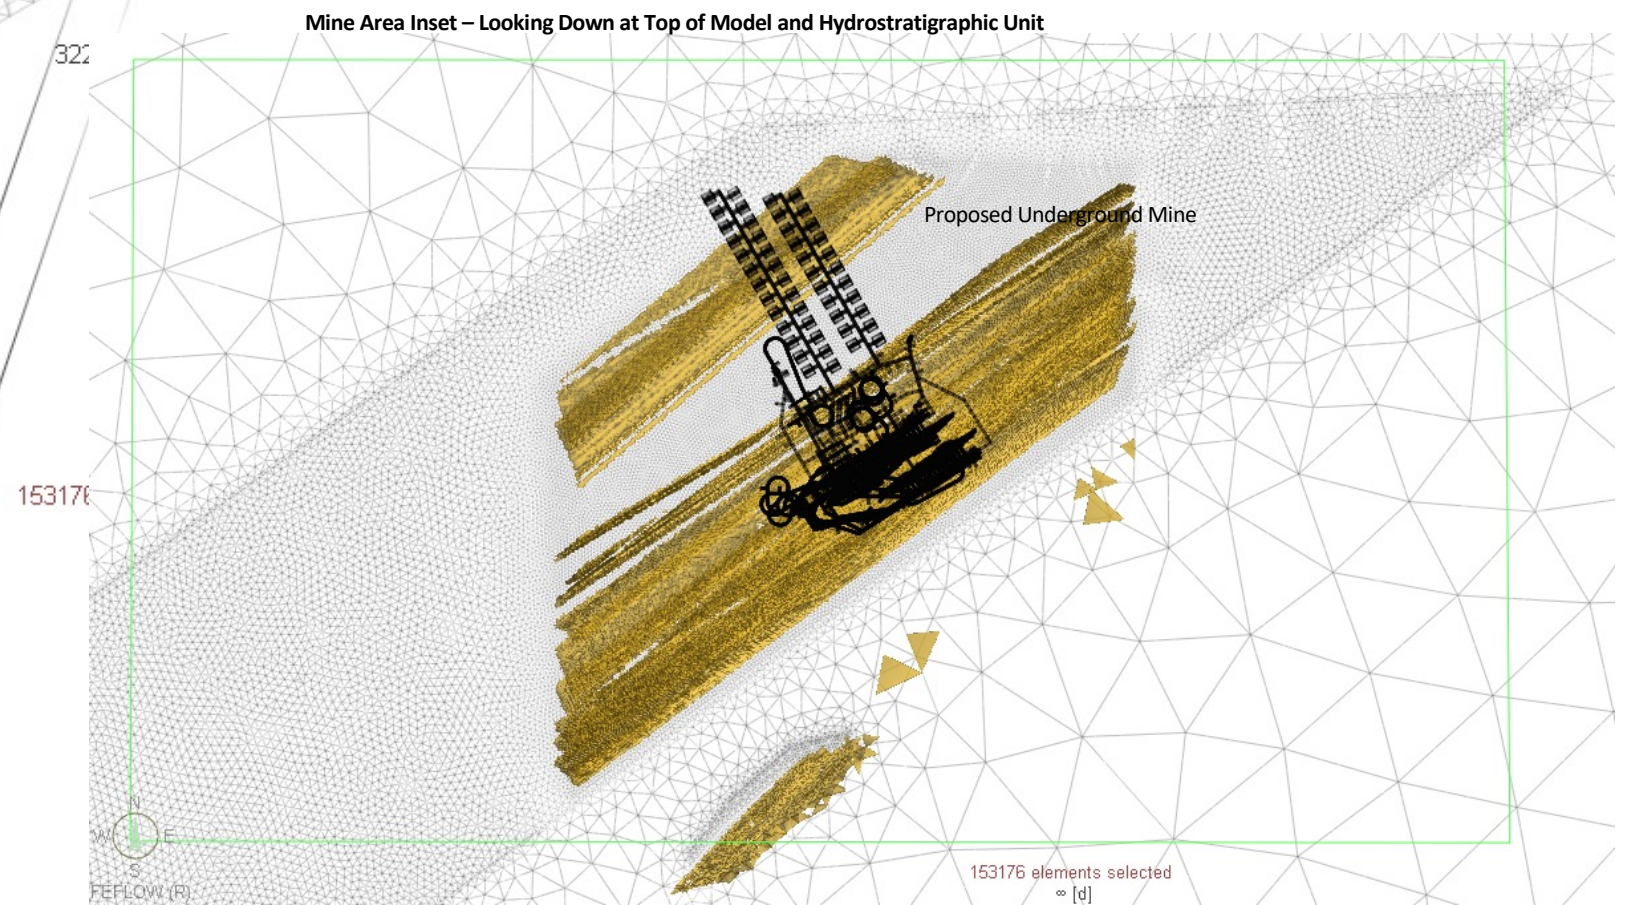 Mine Area Inset – Looking Down at Top of Model and Hydrostratigraphic Unit
322
Proposed Underground Mine
153176
N
W E
S
FEFLOW (R)
153176 elements selected
∞ [d]